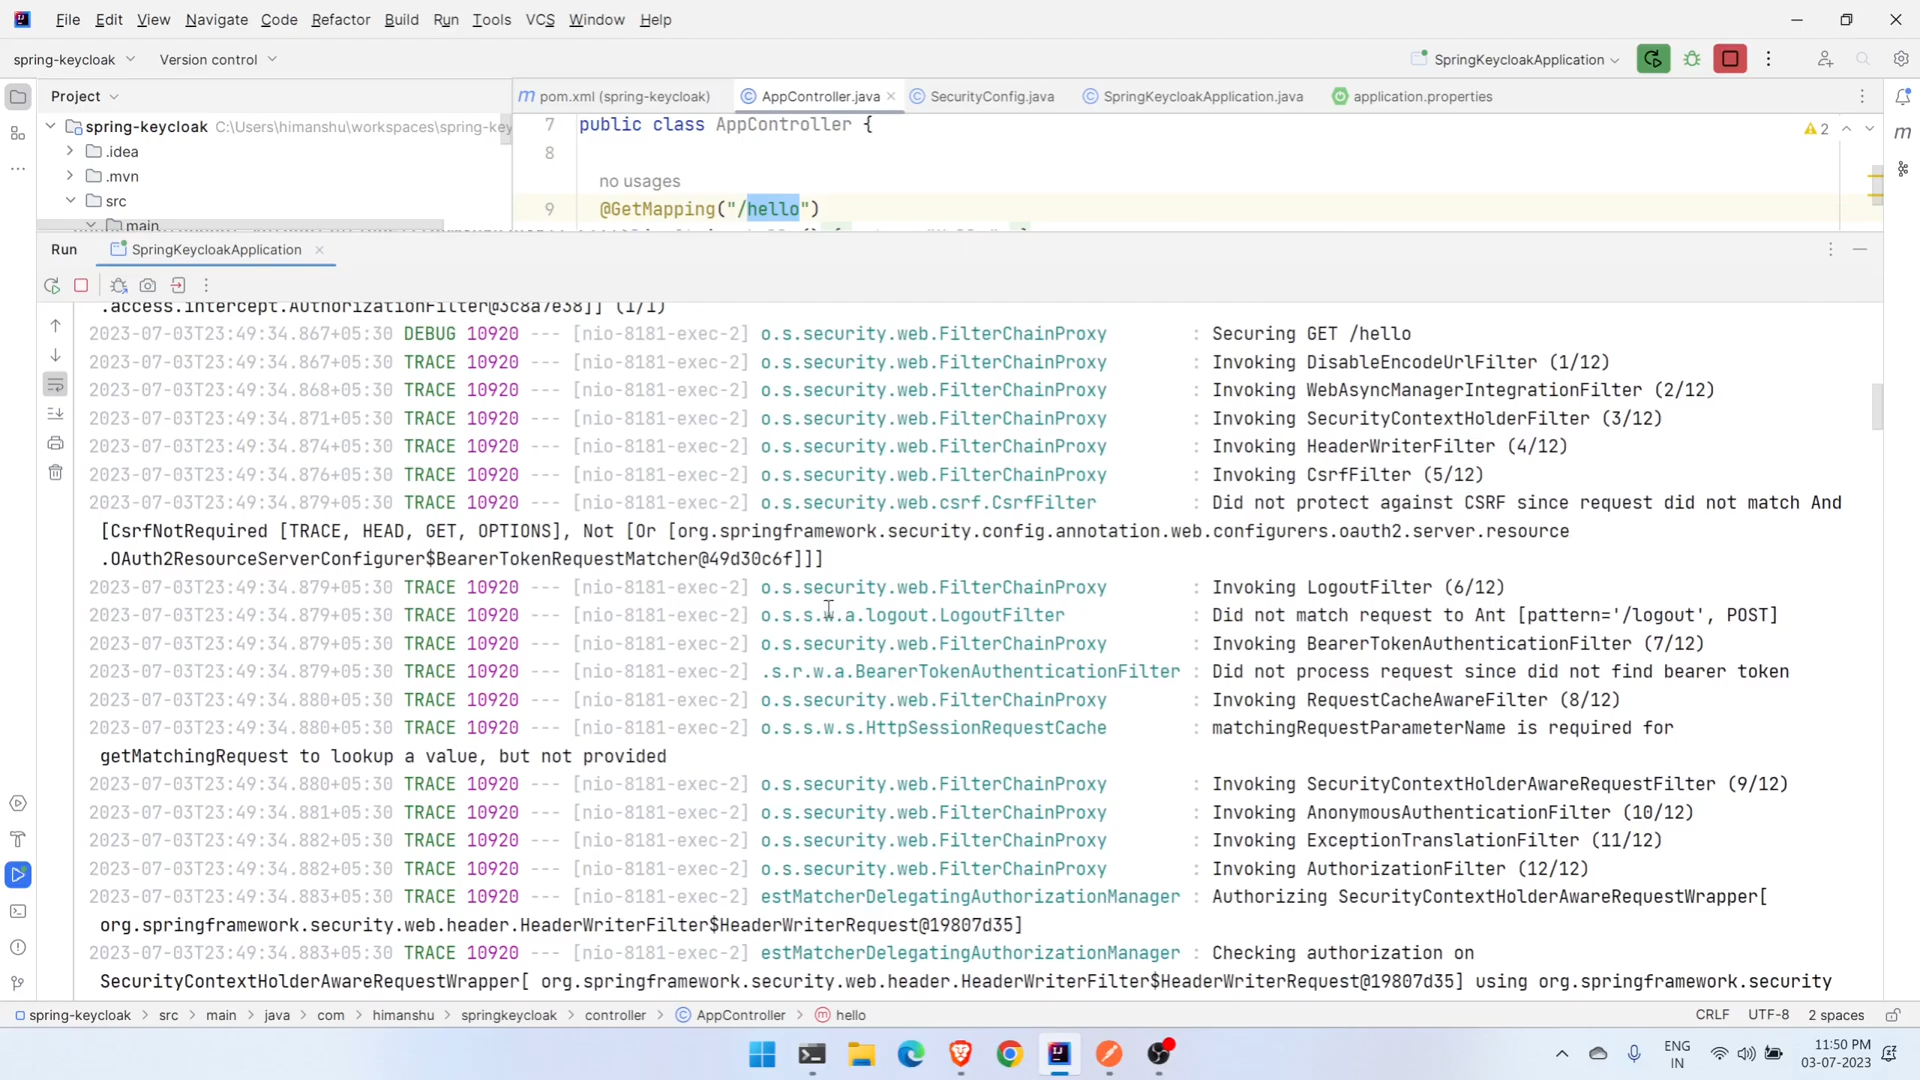 File Edit View Navigate Code Refactor Build Run Tools VCS Window Help
spring-keycloak Version control SpringKeycloakApplication
Project
pom.xml (spring-keycloak) AppController.java SecurityConfig.java SpringKeycloakApplication.java application.properties
spring-keycloak C:\Users\himanshu\workspaces\spring-key
.idea
.mvn
src
main
7 public class AppController {
2
8
no usages
9 @GetMapping("/hello")
Run SpringKeycloakApplication
.access.intercept.AuthorizationFilter@3c8a7e38]] (1/1)
2023-07-03T23:49:34.867+05:30 DEBUG 10920 --- [nio-8181-exec-2] o.s.security.web.FilterChainProxy : Securing GET /hello
2023-07-03T23:49:34.867+05:30 TRACE 10920 --- [nio-8181-exec-2] o.s.security.web.FilterChainProxy : Invoking DisableEncodeUrlFilter (1/12)
2023-07-03T23:49:34.868+05:30 TRACE 10920 --- [nio-8181-exec-2] o.s.security.web.FilterChainProxy : Invoking WebAsyncManagerIntegrationFilter (2/12)
2023-07-03T23:49:34.871+05:30 TRACE 10920 --- [nio-8181-exec-2] o.s.security.web.FilterChainProxy : Invoking SecurityContextHolderFilter (3/12)
2023-07-03T23:49:34.874+05:30 TRACE 10920 --- [nio-8181-exec-2] o.s.security.web.FilterChainProxy : Invoking HeaderWriterFilter (4/12)
2023-07-03T23:49:34.876+05:30 TRACE 10920 --- [nio-8181-exec-2] o.s.security.web.FilterChainProxy : Invoking CsrfFilter (5/12)
2023-07-03T23:49:34.879+05:30 TRACE 10920 --- [nio-8181-exec-2] o.s.security.web.csrf.CsrfFilter : Did not protect against CSRF since request did not match And
[CsrfNotRequired [TRACE, HEAD, GET, OPTIONS], Not [Or [org.springframework.security.config.annotation.web.configurers.oauth2.server.resource
.OAuth2ResourceServerConfigurer$BearerTokenRequestMatcher@49d30c6f]]]
2023-07-03T23:49:34.879+05:30 TRACE 10920 --- [nio-8181-exec-2] o.s.security.web.FilterChainProxy : Invoking LogoutFilter (6/12)
2023-07-03T23:49:34.879+05:30 TRACE 10920 --- [nio-8181-exec-2] o.s.s.w.a.logout.LogoutFilter : Did not match request to Ant [pattern='/logout', POST]
2023-07-03T23:49:34.879+05:30 TRACE 10920 --- [nio-8181-exec-2] o.s.security.web.FilterChainProxy : Invoking BearerTokenAuthenticationFilter (7/12)
2023-07-03T23:49:34.879+05:30 TRACE 10920 --- [nio-8181-exec-2] .s.r.w.a.BearerTokenAuthenticationFilter : Did not process request since did not find bearer token
2023-07-03T23:49:34.880+05:30 TRACE 10920 --- [nio-8181-exec-2] o.s.security.web.FilterChainProxy : Invoking RequestCacheAwareFilter (8/12)
2023-07-03T23:49:34.880+05:30 TRACE 10920 --- [nio-8181-exec-2] o.s.s.w.s.HttpSessionRequestCache : matchingRequestParameterName is required for
getMatchingRequest to lookup a value, but not provided
2023-07-03T23:49:34.880+05:30 TRACE 10920 --- [nio-8181-exec-2] o.s.security.web.FilterChainProxy : Invoking SecurityContextHolderAwareRequestFilter (9/12)
2023-07-03T23:49:34.882+05:30 TRACE 10920 --- [nio-8181-exec-2] o.s.security.web.FilterChainProxy : Invoking AnonymousAuthenticationFilter (10/12)
2023-07-03T23:49:34.882+05:30 TRACE 10920 --- [nio-8181-exec-2] o.s.security.web.FilterChainProxy : Invoking ExceptionTranslationFilter (11/12)
2023-07-03T23:49:34.882+05:30 TRACE 10920 --- [nio-8181-exec-2] o.s.security.web.FilterChainProxy : Invoking AuthorizationFilter (12/12)
2023-07-03T23:49:34.883+05:30 TRACE 10920 --- [nio-8181-exec-2] estMatcherDelegatingAuthorizationManager : Authorizing SecurityContextHolderAwareRequestWrapper[
org.springframework.security.web.header.HeaderWriterFilter$HeaderWriterRequest@19807d35]
2023-07-03T23:49:34.883+05:30 TRACE 10920 --- [nio-8181-exec-2] estMatcherDelegatingAuthorizationManager : Checking authorization on
SecurityContextHolderAwareRequestWrapper[ org.springframework.security.web.header.HeaderWriterFilter$HeaderWriterRequest@19807d35] using org.springframework.security
spring-keycloak > src > main > java > com > himanshu > springkeycloak > controller > AppController > hello CRLF UTF-8 2 spaces
ENG 11:50 PM
IN 03-07-2023